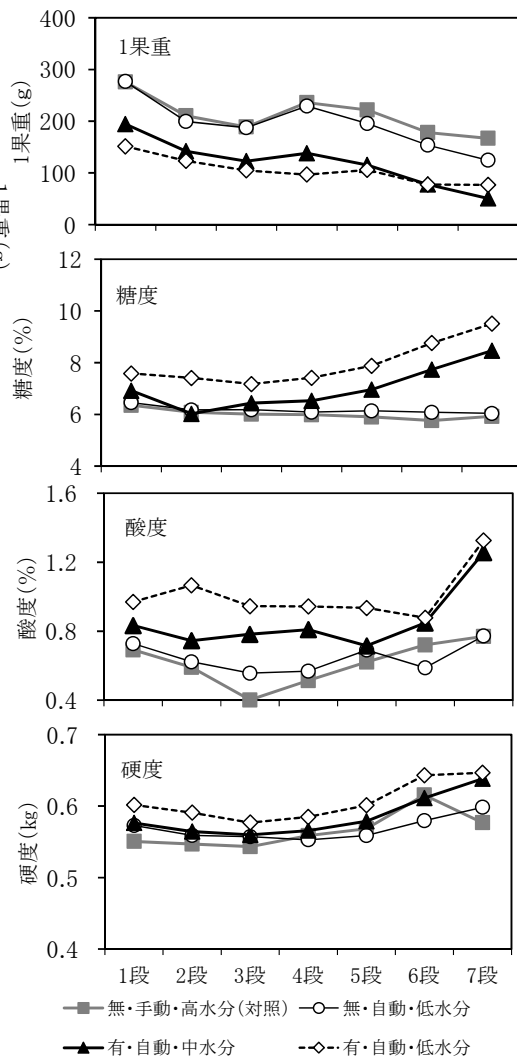 400
1果重
300
200
100
0
1果重(g)
12
糖度
10
8
6
4
糖度(%)
1.6
酸度
1.2
0.8
0.4
酸度(%)
0.7
硬度
0.6
0.5
0.4
硬度(kg)
1段 2段 3段 4段 5段 6段 7段
無・手動・高水分(対照) 無・自動・低水分
有・自動・中水分 有・自動・低水分